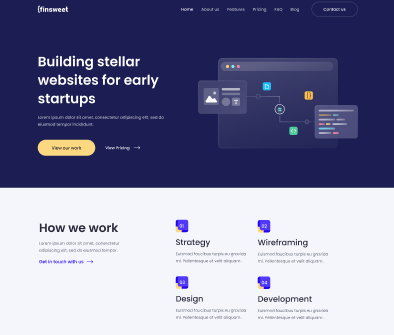 {finsweet
Home About us Features Pricing FAQ Blog Contact us
Building stellar
websites for early
startups
Lorem ipsum dolor sit amet, consectetur adipiscing elit, sed do
eiusmod tempor incididunt.
View our work View Pricing
How we work
Lorem ipsum dolor sit amet, consectetur
adipiscing elit, sed do eiusmod tempor.
Get in touch with us
01
Strategy
Euismod faucibus turpis eu gravida
mi. Pellentesque et velit aliquam.
02
Wireframing
Euismod faucibus turpis eu gravida
mi. Pellentesque et velit aliquam.
03
Design
Euismod faucibus turpis eu gravida
mi. Pellentesque et velit aliquam.
04
Development
Euismod faucibus turpis eu gravida
mi. Pellentesque et velit aliquam.